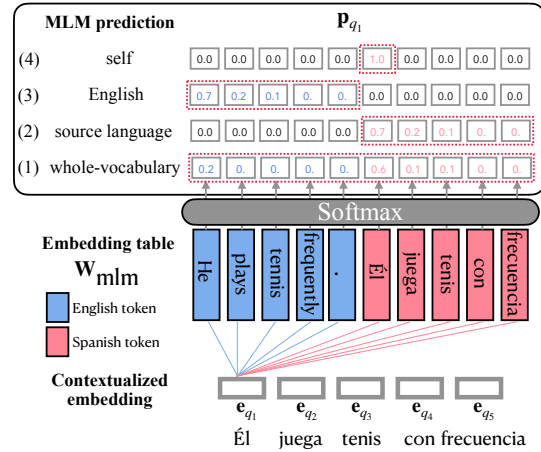 MLM prediction p_{q_1}
(4) self 0.0 0.0 0.0 0.0 0.0 1.0 0.0 0.0 0.0 0.0
(3) English 0.7 0.2 0.1 0. 0. 0.0 0.0 0.0 0.0 0.0
(2) source language 0.0 0.0 0.0 0.0 0.0 0.7 0.2 0.1 0. 0.
(1) whole-vocabulary 0.2 0. 0. 0. 0. 0.6 0.1 0.1 0. 0.
Softmax
Embedding table
W_{mlm}
He plays tennis frequently . Él juega tenis con frecuencia
English token
Spanish token
Contextualized
embedding
e_{q_1} e_{q_2} e_{q_3} e_{q_4} e_{q_5}
Él juega tenis con frecuencia